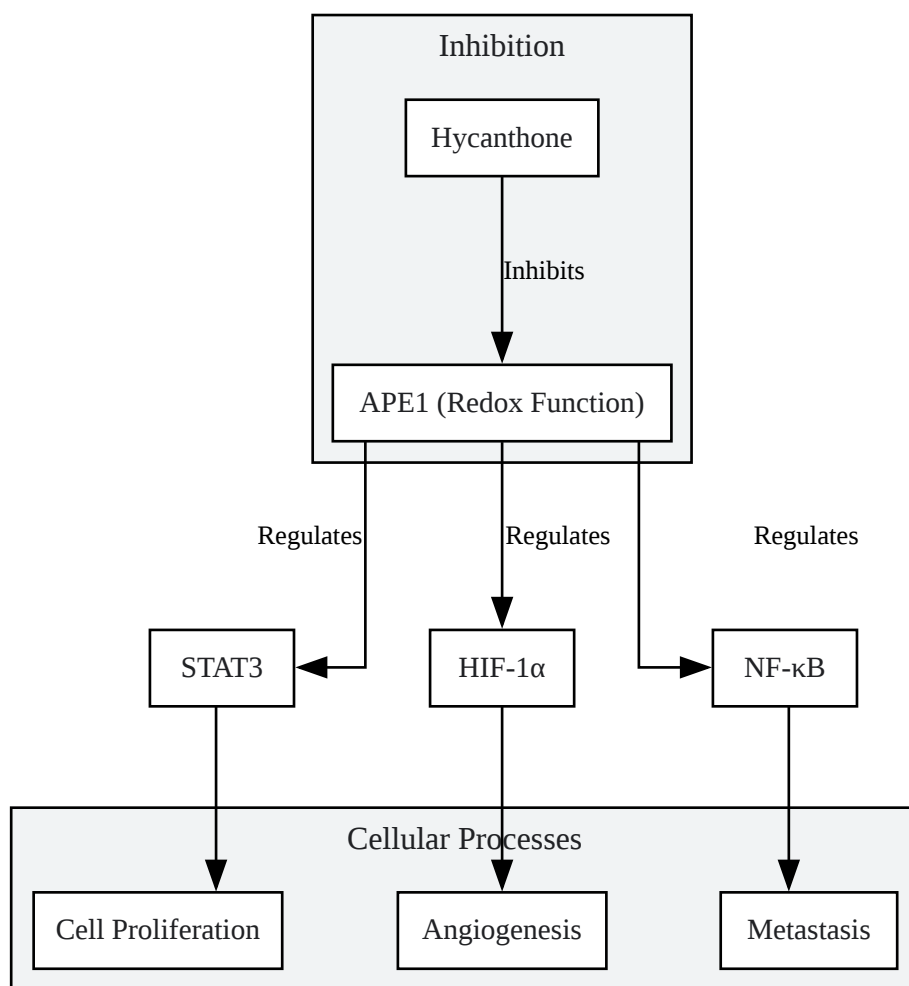 Inhibition
Hycanthone
Inhibits
APE1 (Redox Function)
Regulates
Regulates
Regulates
STAT3
HIF-1α
NF-κB
Cellular Processes
Cell Proliferation
Angiogenesis
Metastasis